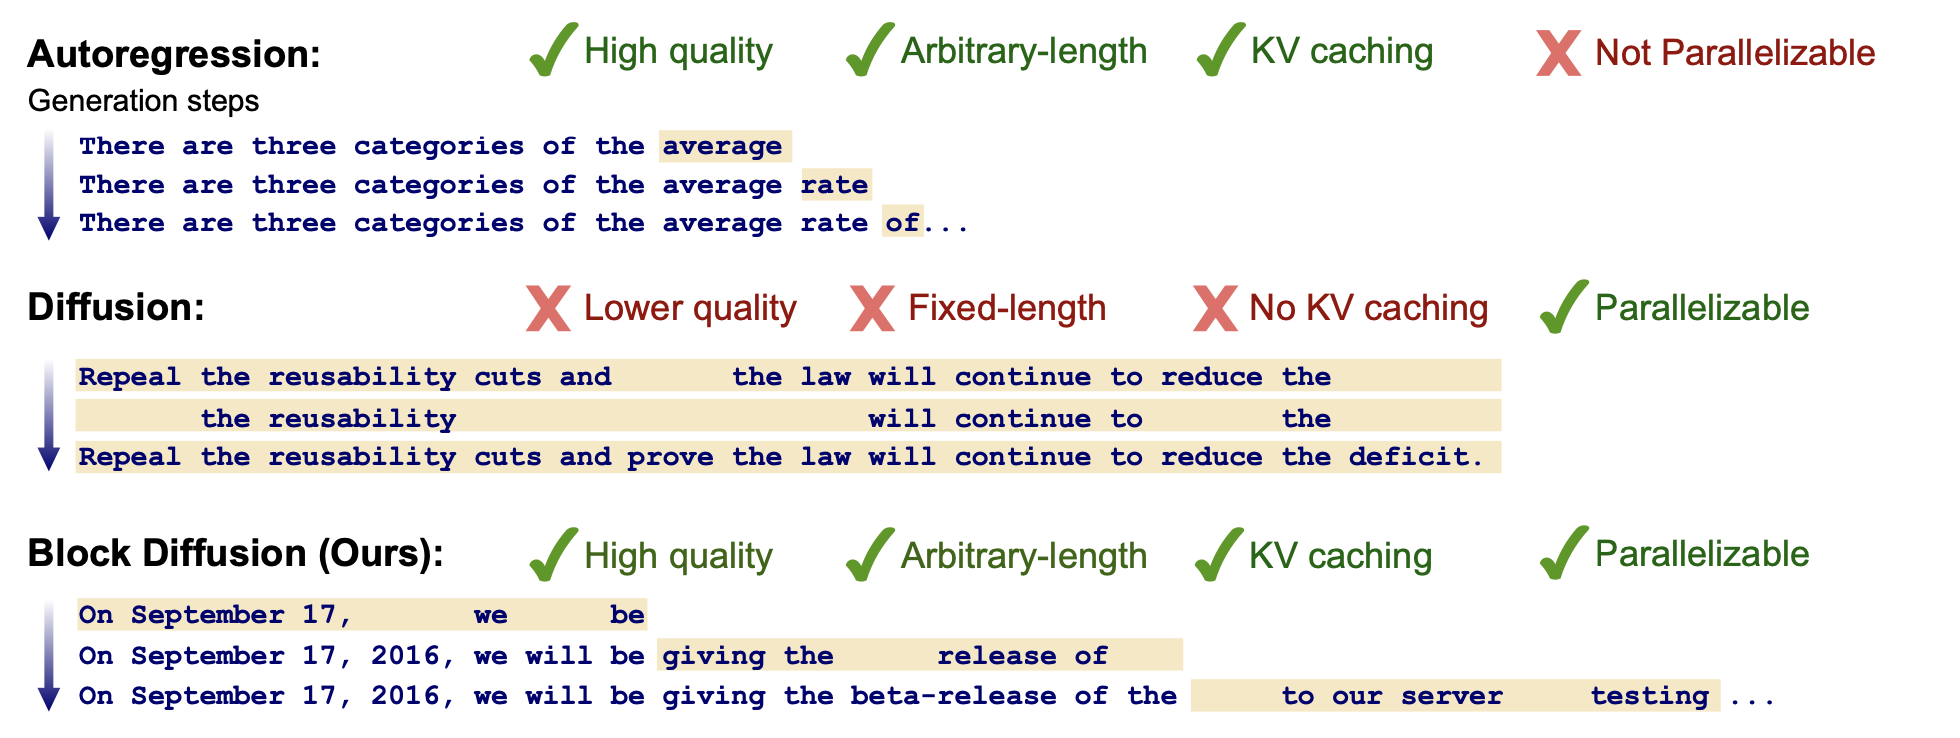 Autoregression: High quality Arbitrary-length KV caching Not Parallelizable
Generation steps
There are three categories of the average
There are three categories of the average rate
There are three categories of the average rate of...
Diffusion: Lower quality Fixed-length No KV caching Parallelizable
Repeal the reusability cuts and the law will continue to reduce the
the reusability will continue to the
Repeal the reusability cuts and prove the law will continue to reduce the deficit.
Block Diffusion (Ours): High quality Arbitrary-length KV caching Parallelizable
On September 17, we be
On September 17, 2016, we will be giving the release of
On September 17, 2016, we will be giving the beta-release of the to our server testing ...